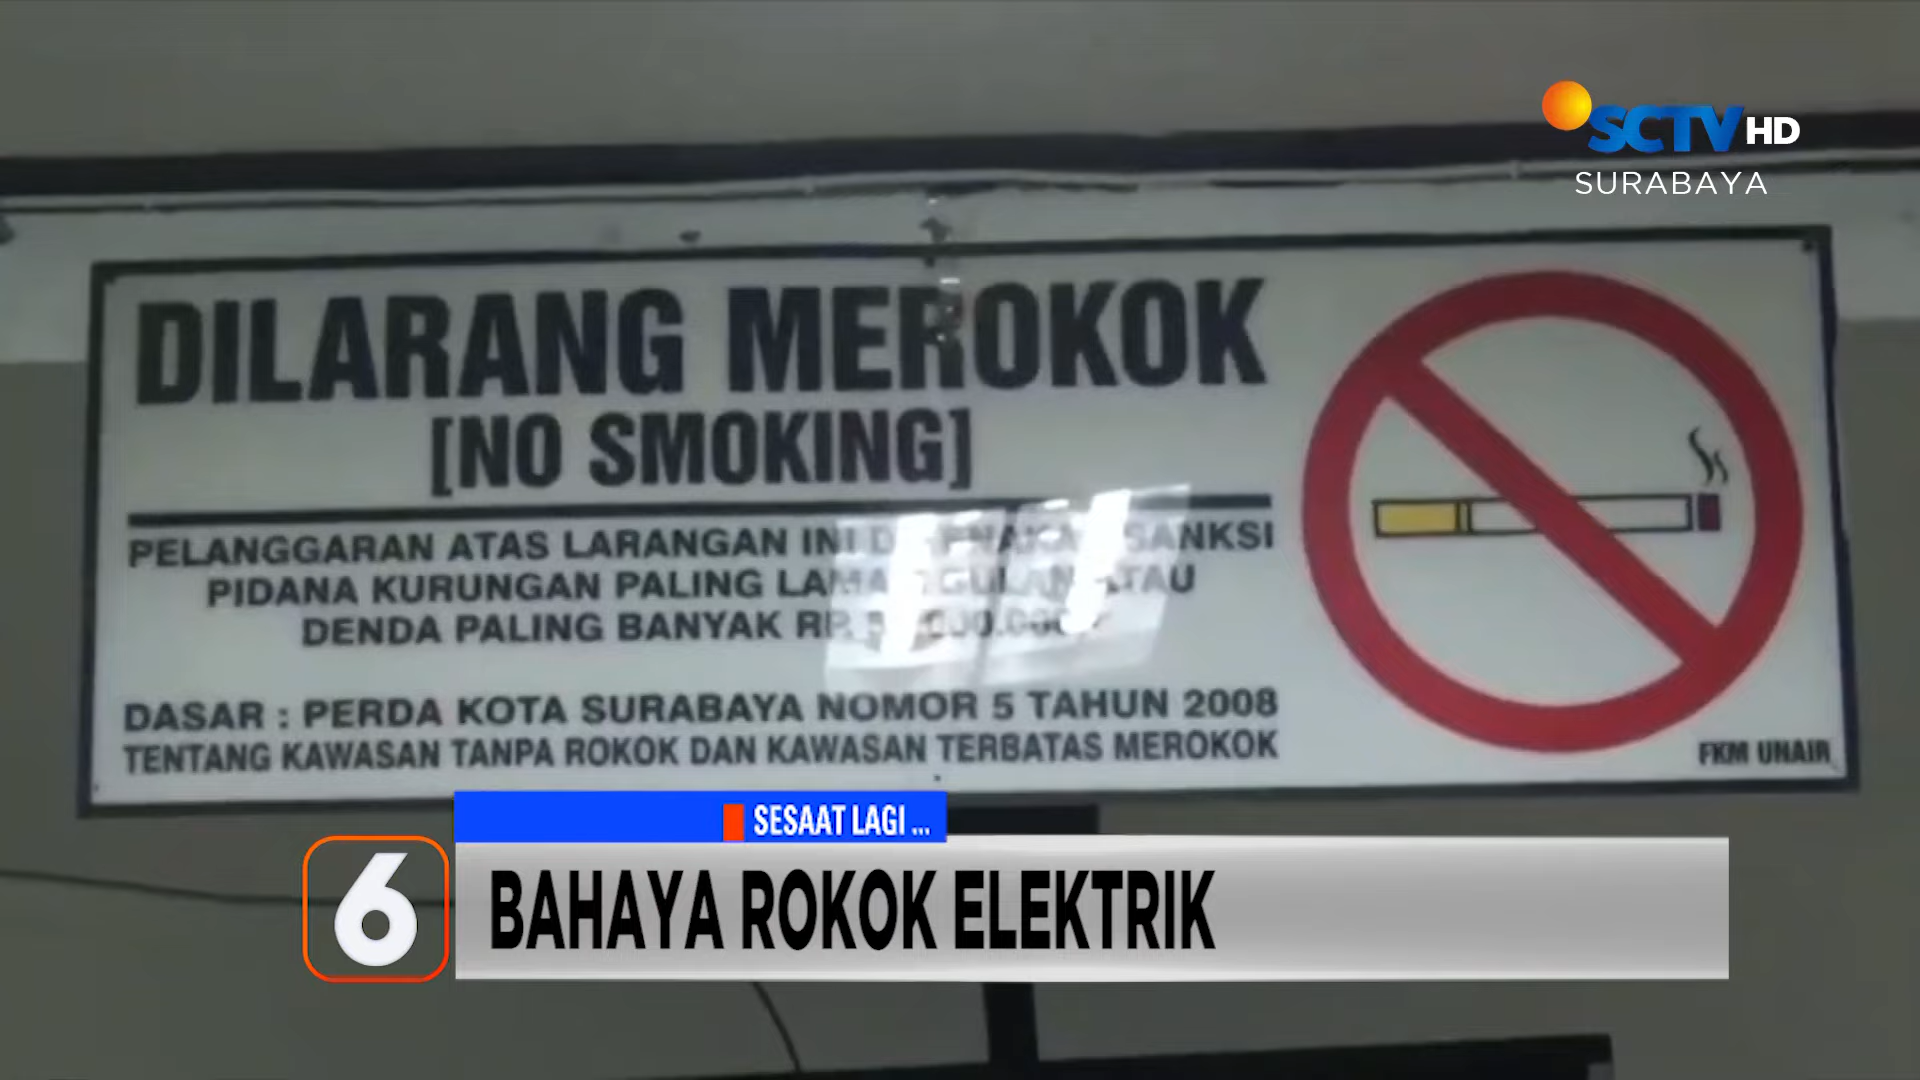 SCTV HD
SURABAYA
DILARANG MEROKOK
[NO SMOKING]
PELANGGARAN ATAS LARANGAN INI SANKSI
PIDANA KURUNGAN PALING LAMA ATAU
DENDA PALING BANYAK RP.
DASAR : PERDA KOTA SURABAYA NOMOR 5 TAHUN 2008
TENTANG KAWASAN TANPA ROKOK DAN KAWASAN TERBATAS MEROKOK
FKM UNAIR
SESAAT LAGI ...
6
BAHAYA ROKOK ELEKTRIK